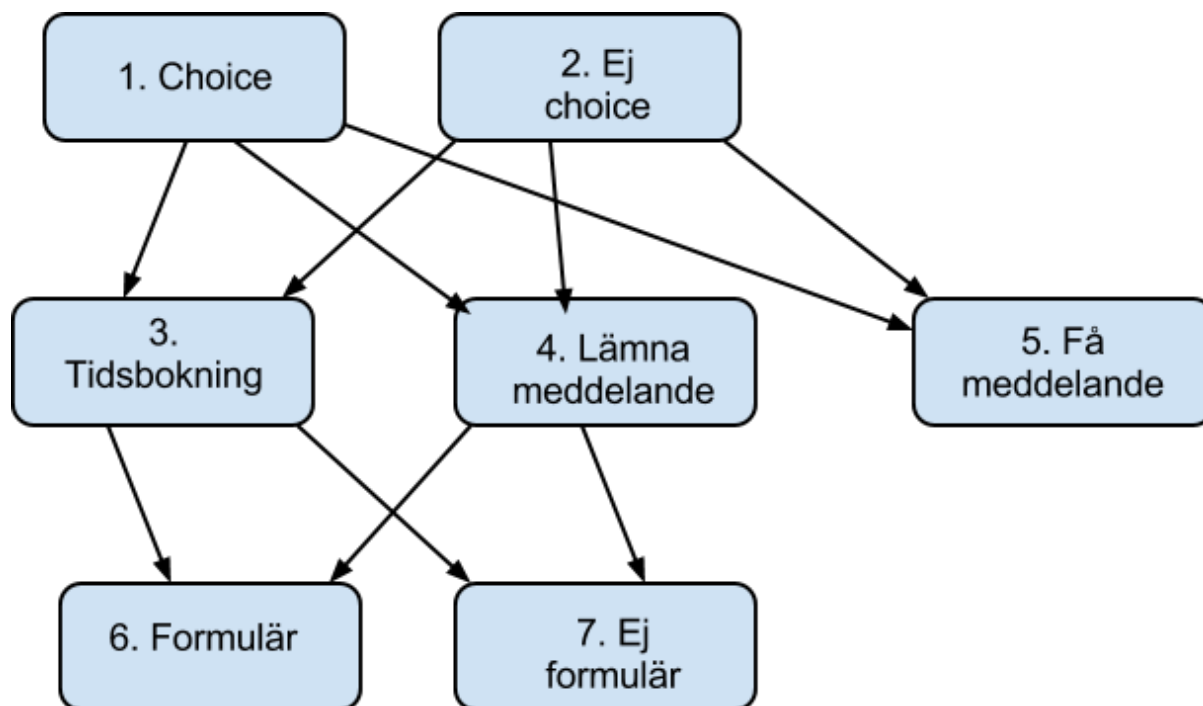 1. Choice
2. Ej
choice
3.
Tidsbokning
4. Lämna
meddelande
5. Få
meddelande
6. Formulär
7. Ej
formulär